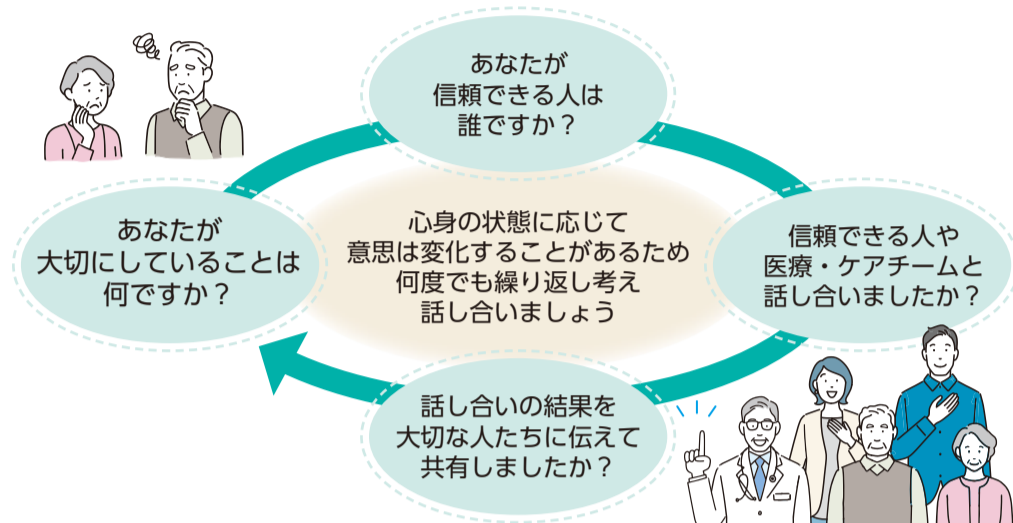 あなたが
信頼できる人は
誰ですか？
あなたが
大切にしていることは
何ですか？
心身の状態に応じて
意思は変化することがあるため
何度でも繰り返し考え
話し合いましょう
信頼できる人や
医療・ケアチームと
話し合いましたか？
話し合いの結果を
大切な人たちに伝えて
共有しましたか？